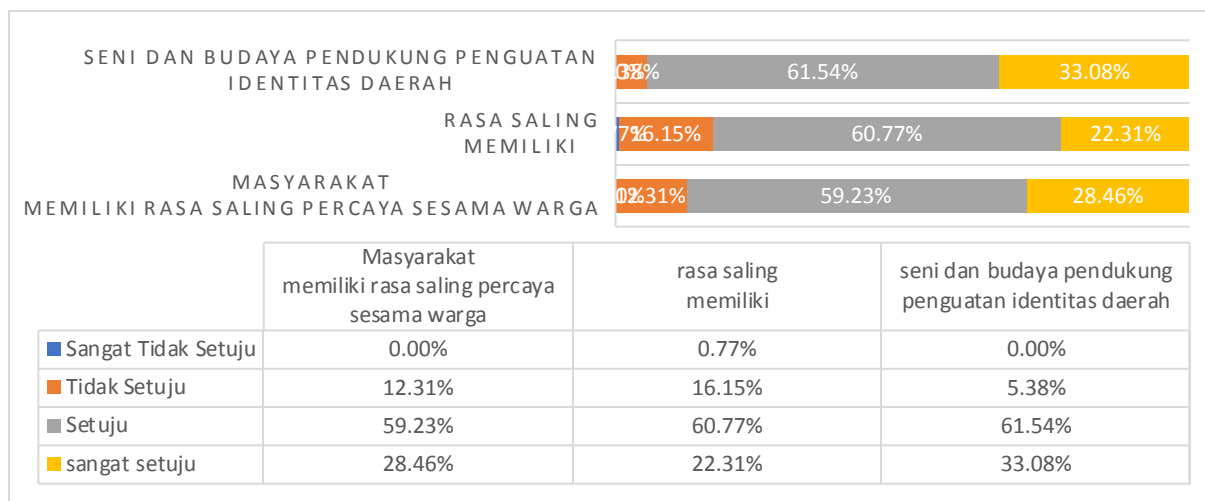 SENI DAN BUDAYA PENDUKUNG PENGUATAN
IDENTITAS DAERAH
61.54% 33.08%
RASA SALING
MEMILIKI
16.15% 60.77% 22.31%
MASYARAKAT
MEMILIKI RASA SALING PERCAYA SESAMA WARGA
59.23% 28.46%
Masyarakat
memiliki rasa saling percaya
sesama warga
rasa saling
memiliki
seni dan budaya pendukung
penguatan identitas daerah
Sangat Tidak Setuju 0.00% 0.77% 0.00%
Tidak Setuju 12.31% 16.15% 5.38%
Setuju 59.23% 60.77% 61.54%
sangat setuju 28.46% 22.31% 33.08%